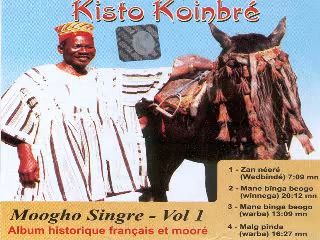 Kisto Koinbré
1 - Zan nééré
(Wedbindé) 7:09 mn
2 - Mane binga beogo
(winnega) 20:12 mn
3 - Mane binga beogo
(warba) 13:09 mn
4 - Malg pinda
(warba) 16:27 mn
Moogho Singre - Vol 1
Album historique français et mooré